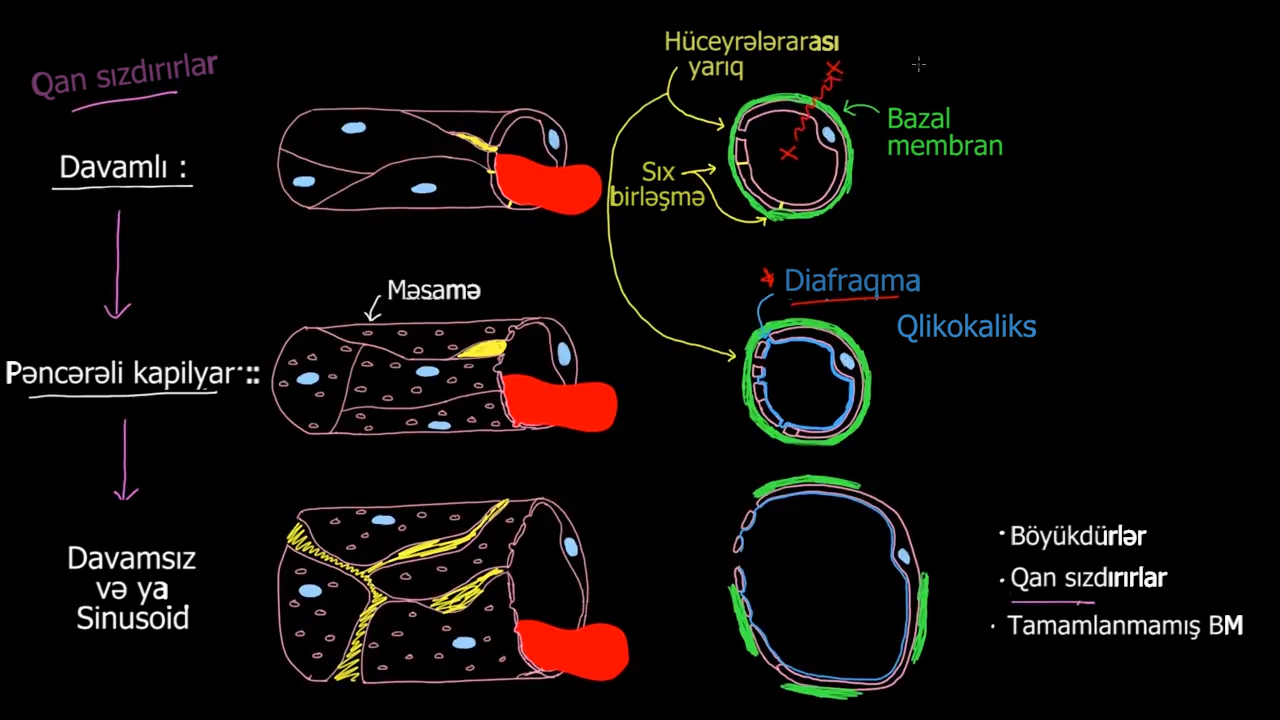 Qan sızdırırlar
Hüceyrələrarası
yarıq
Davamlı :
Bazal
membran
Sıx
birləşmə
Məsamə
Diafraqma
Qlikokaliks
Pəncərəli kapilyar ::
Davamsız
və ya
Sinusoid
· Böyükdürlər
· Qan sızdırırlar
· Tamamlanmamış BM